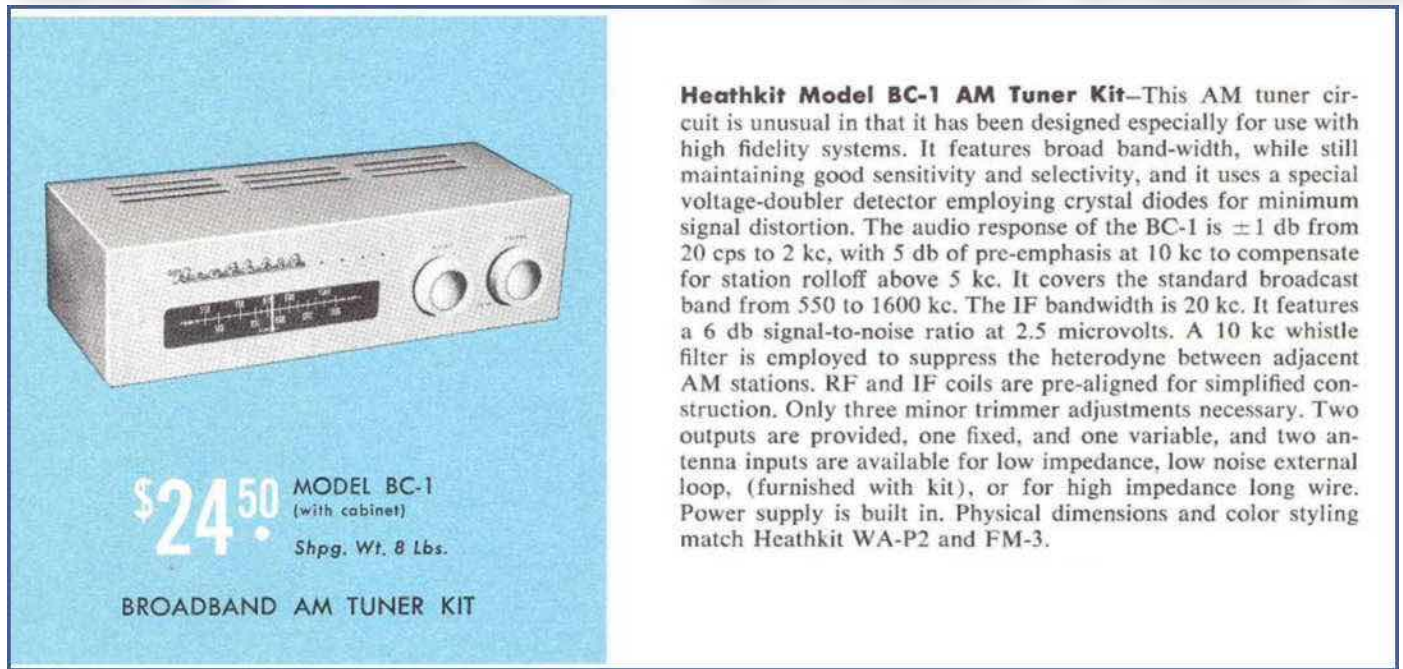 Heathkit
$24.50
MODEL BC-1
(with cabinet)
Shpg. Wt. 8 Lbs.
BROADBAND AM TUNER KIT
Heathkit Model BC-1 AM Tuner Kit—This AM tuner cir-
cuit is unusual in that it has been designed especially for use with
high fidelity systems. It features broad band-width, while still
maintaining good sensitivity and selectivity, and it uses a special
voltage-doubler detector employing crystal diodes for minimum
signal distortion. The audio response of the BC-1 is ±1 db from
20 cps to 2 kc, with 5 db of pre-emphasis at 10 kc to compensate
for station rolloff above 5 kc. It covers the standard broadcast
band from 550 to 1600 kc. The IF bandwidth is 20 kc. It features
a 6 db signal-to-noise ratio at 2.5 microvolts. A 10 kc whistle
filter is employed to suppress the heterodyne between adjacent
AM stations. RF and IF coils are pre-aligned for simplified con-
struction. Only three minor trimmer adjustments necessary. Two
outputs are provided, one fixed, and one variable, and two an-
tenna inputs are available for low impedance, low noise external
loop, (furnished with kit), or for high impedance long wire.
Power supply is built in. Physical dimensions and color styling
match Heathkit WA-P2 and FM-3.